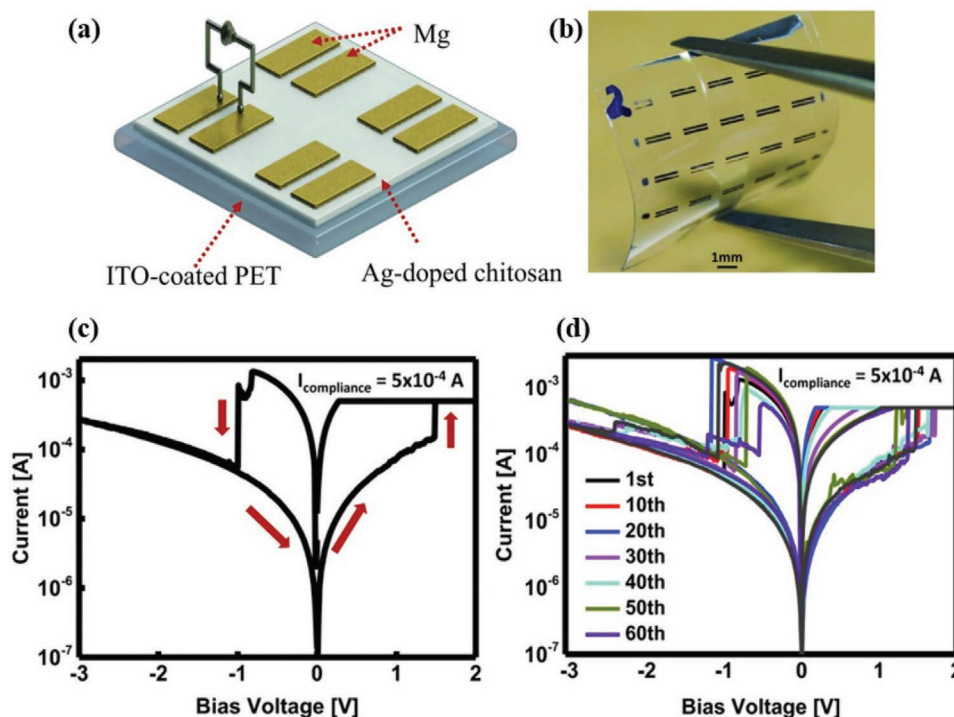 (a)
Mg
ITO-coated PET
Ag-doped chitosan
(b)
2
1mm
(c)
I compliance = 5x10⁻⁴ A
Current [A]
10⁻³
10⁻⁴
10⁻⁵
10⁻⁶
10⁻⁷
-3 -2 -1 0 1 2
Bias Voltage [V]
(d)
I compliance = 5x10⁻⁴ A
Current [A]
10⁻³
10⁻⁴
10⁻⁵
10⁻⁶
10⁻⁷
1st
10th
20th
30th
40th
50th
60th
-3 -2 -1 0 1 2
Bias Voltage [V]